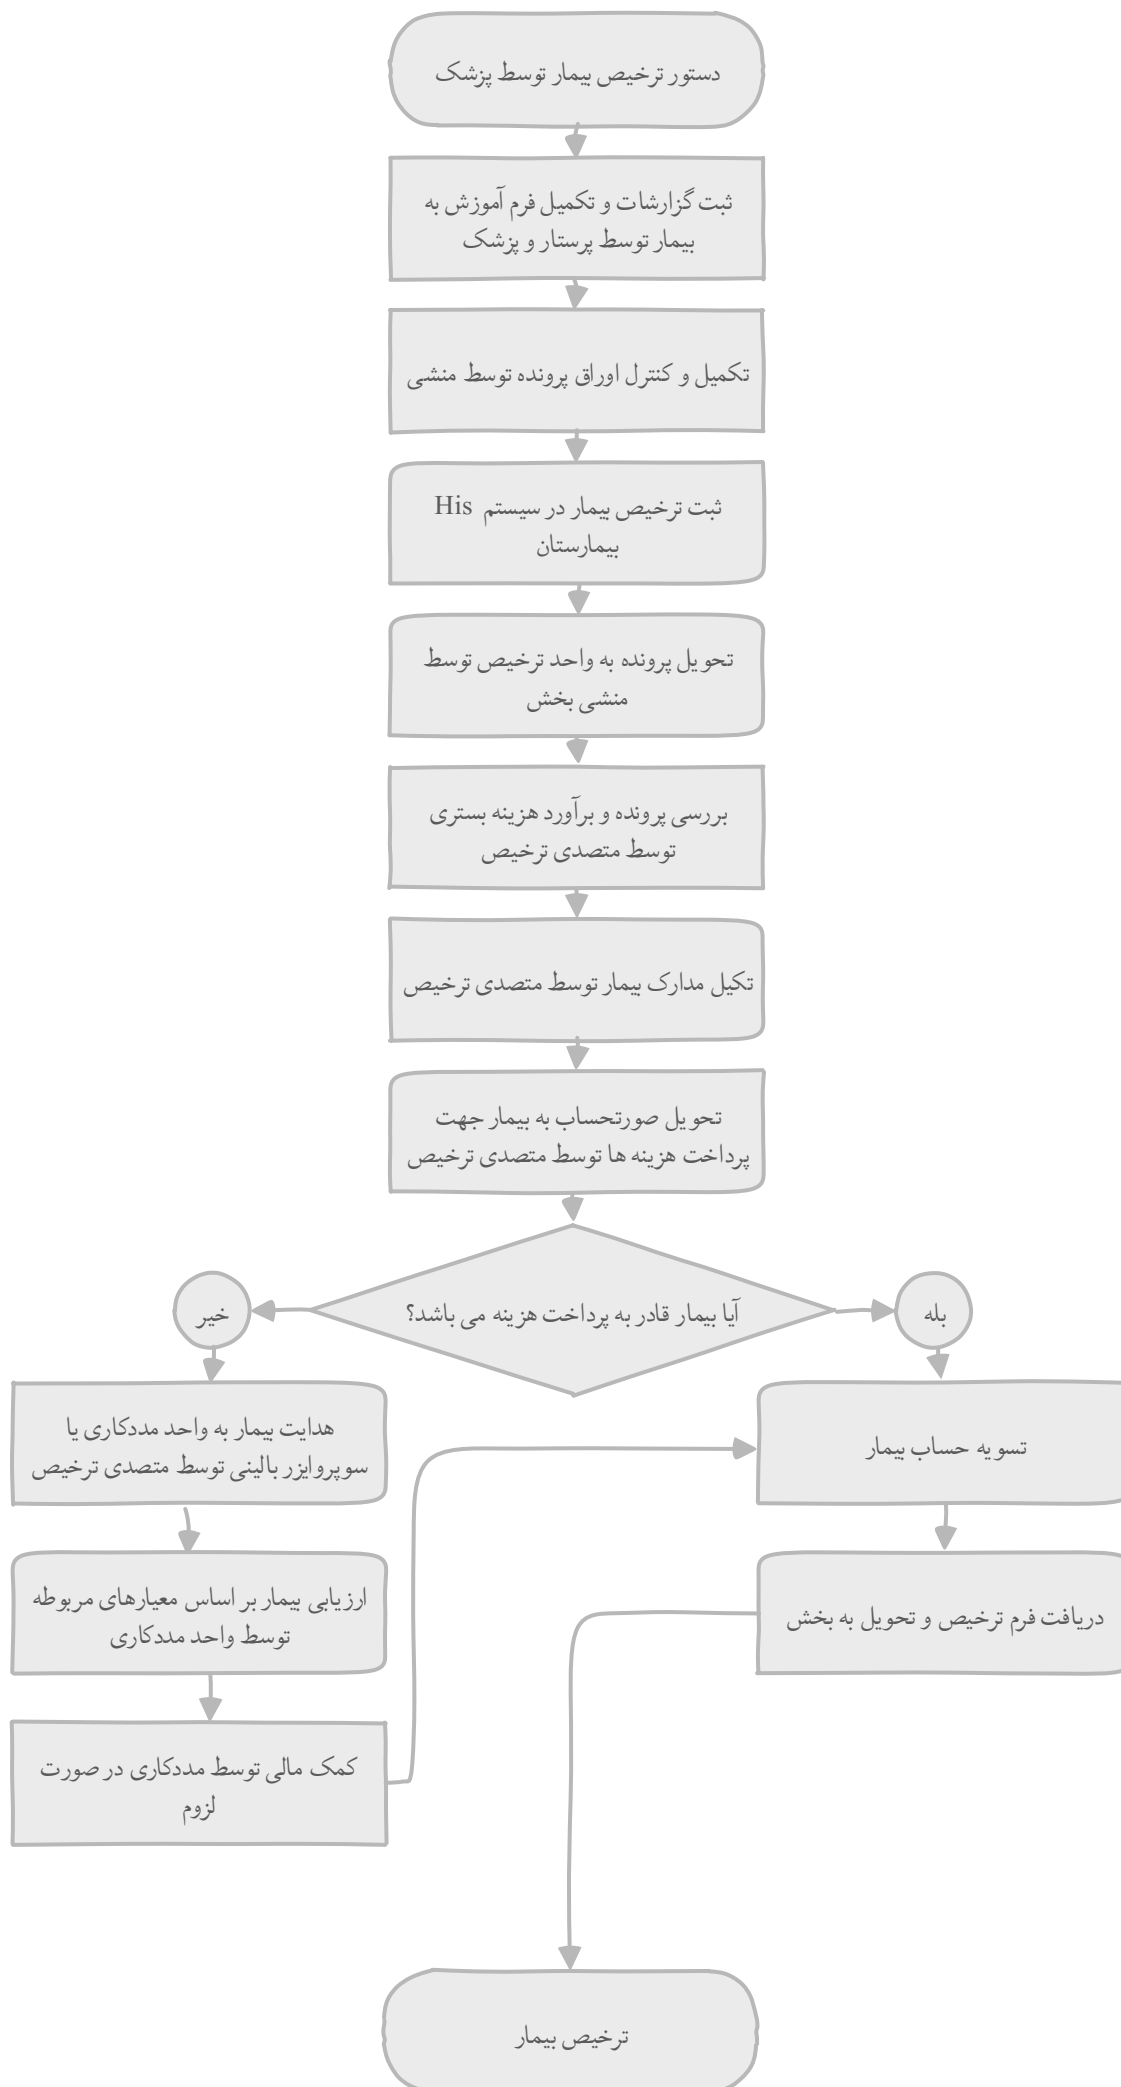 دستور ترخیص بیمار توسط پزشک
ثبت گزارشات و تکمیل فرم آموزش به
بیمار توسط پرستار و پزشک
تکمیل و کنترل اوراق پرونده توسط منشی
ثبت ترخیص بیمار در سیستم His
بیمارستان
تحویل پرونده به واحد ترخیص توسط
منشی بخش
بررسی پرونده و برآورد هزینه بستری
توسط متصدی ترخیص
تکیل مدارک بیمار توسط متصدی ترخیص
تحویل صورتحساب به بیمار جهت
پرداخت هزینه ها توسط متصدی ترخیص
آیا بیمار قادر به پرداخت هزینه می باشد؟
بله
خیر
تسویه حساب بیمار
دریافت فرم ترخیص و تحویل به بخش
هدایت بیمار به واحد مددکاری یا
سوپروایزر بالینی توسط متصدی ترخیص
ارزیابی بیمار بر اساس معیارهای مربوطه
توسط واحد مددکاری
کمک مالی توسط مددکاری در صورت
لزوم
ترخیص بیمار